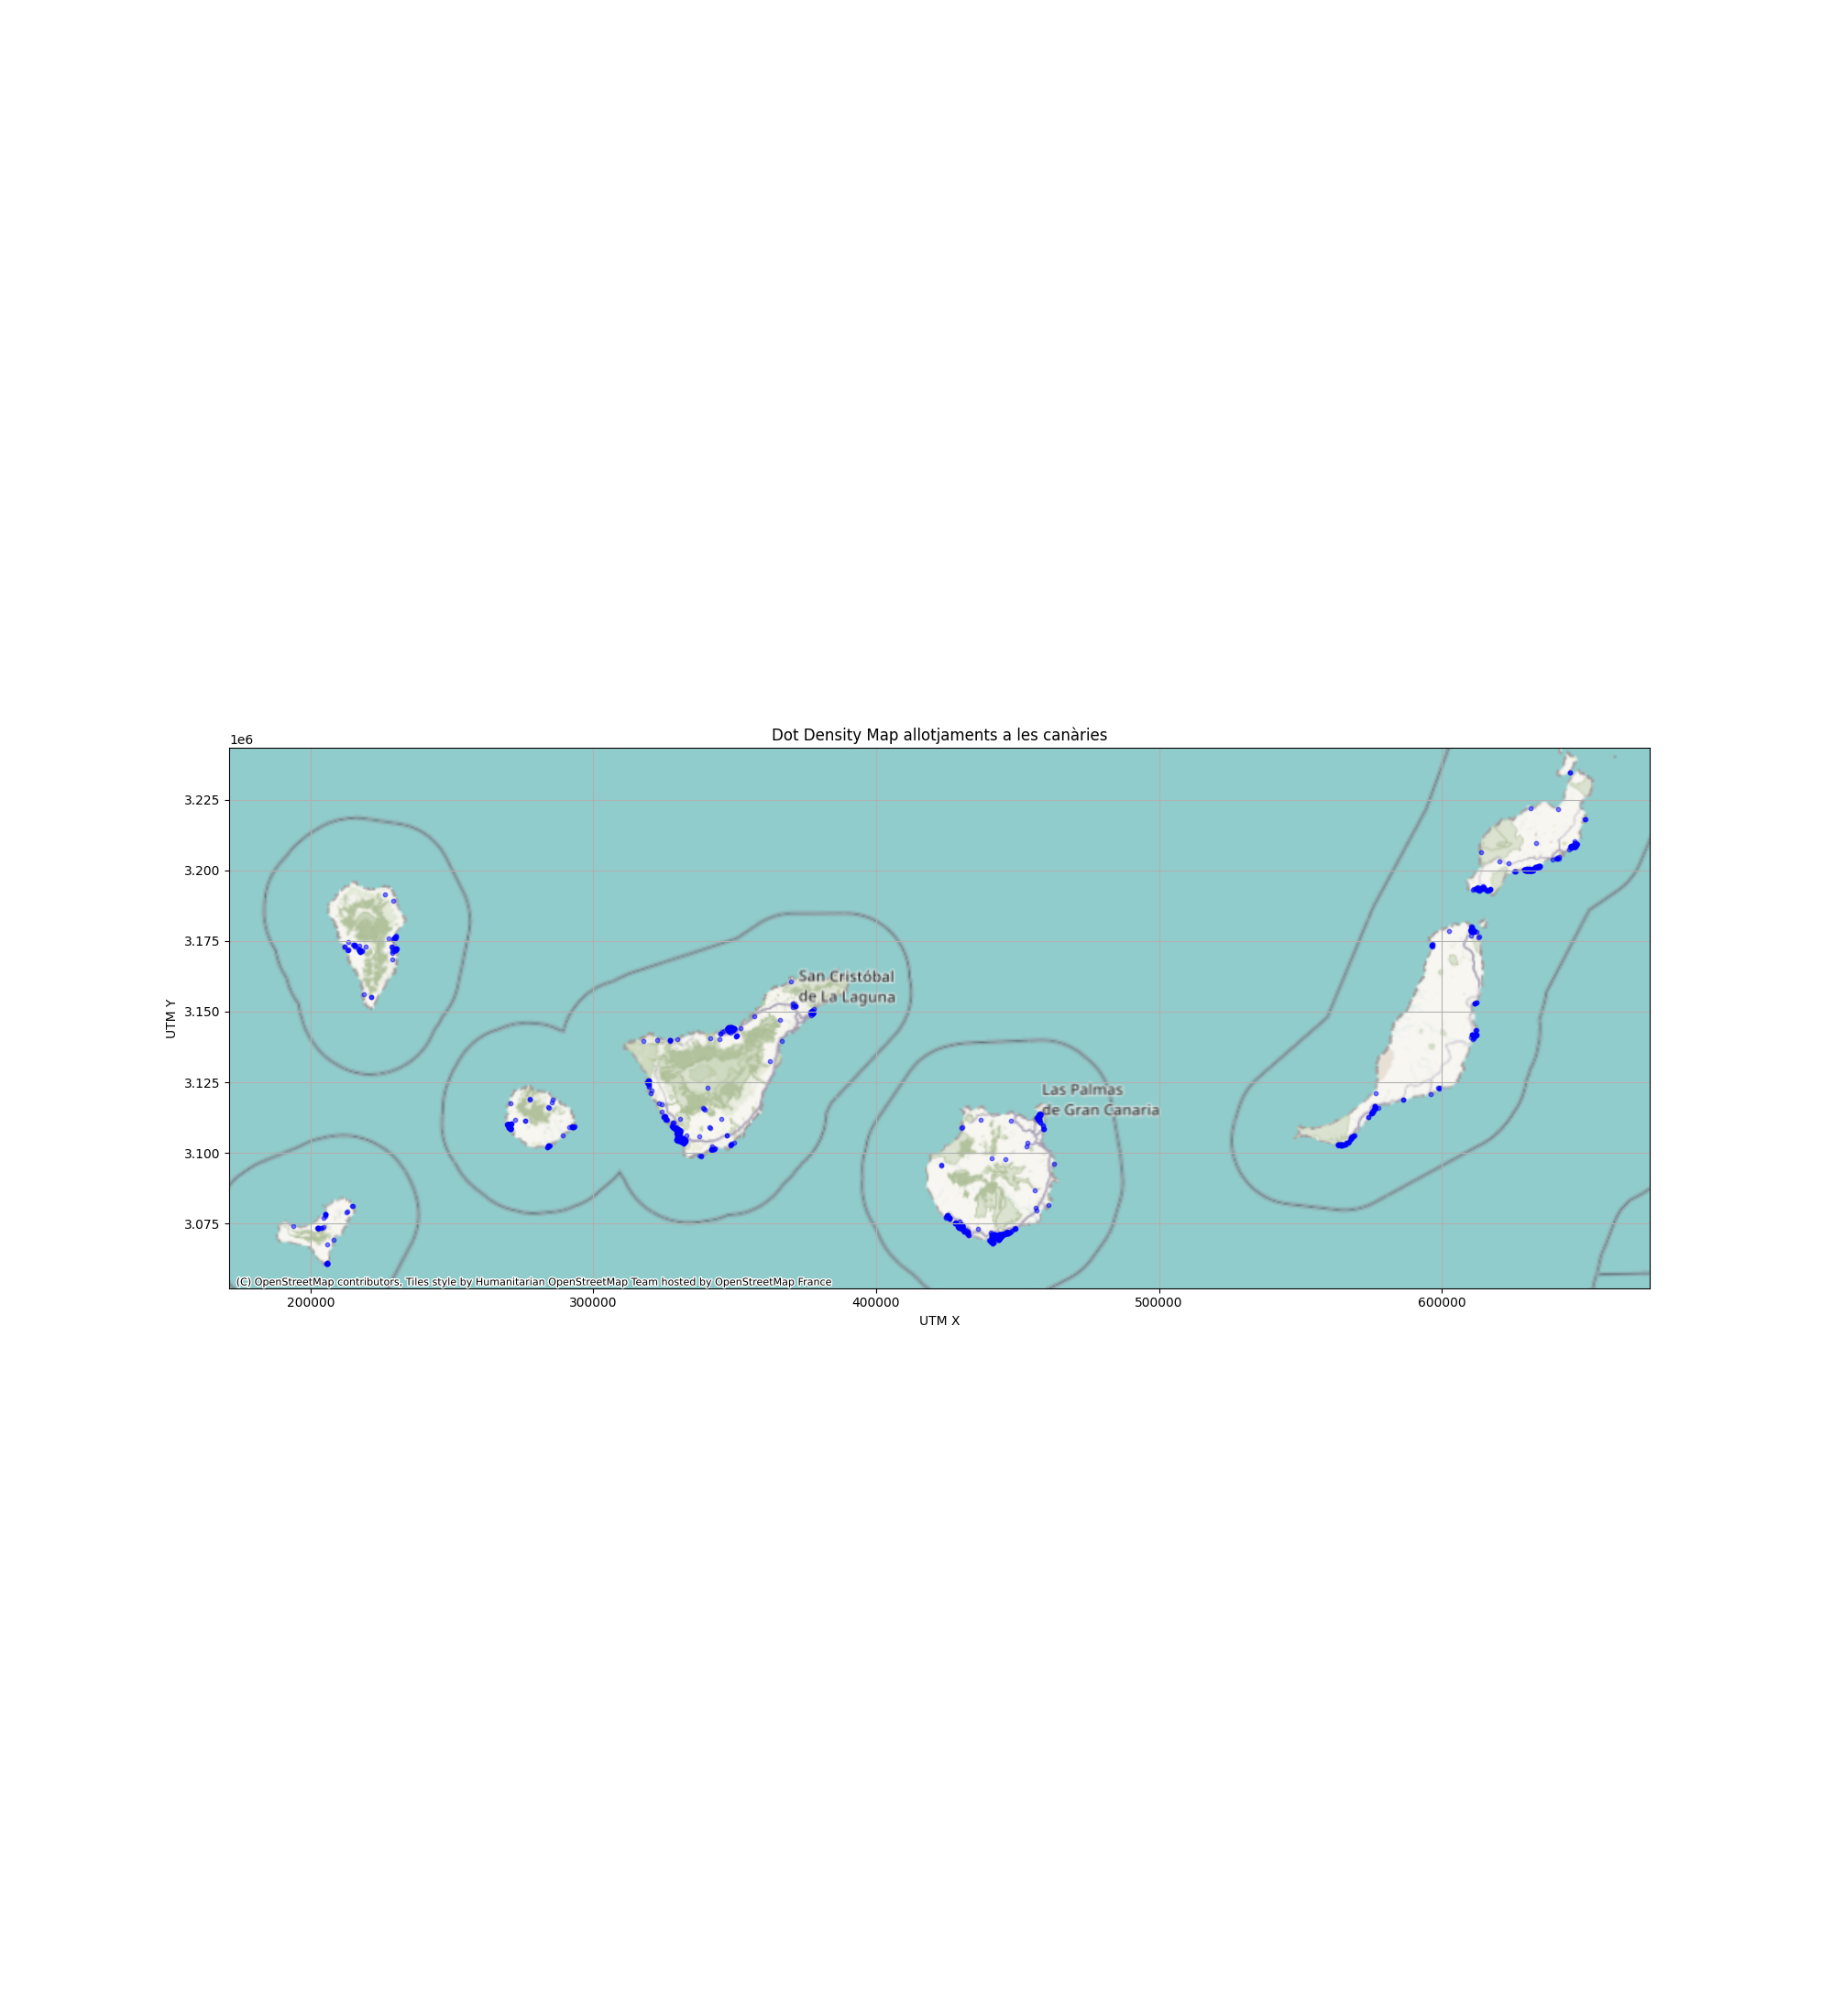 Dot Density Map allotjaments a les canàries
1e6
3.225
3.200
3.175
3.150
3.125
3.100
3.075
UTM Y
San Cristóbal
de La Laguna
Las Palmas
de Gran Canaria
(C) OpenStreetMap contributors, Tiles style by Humanitarian OpenStreetMap Team hosted by OpenStreetMap France
200000 300000 400000 500000 600000
UTM X